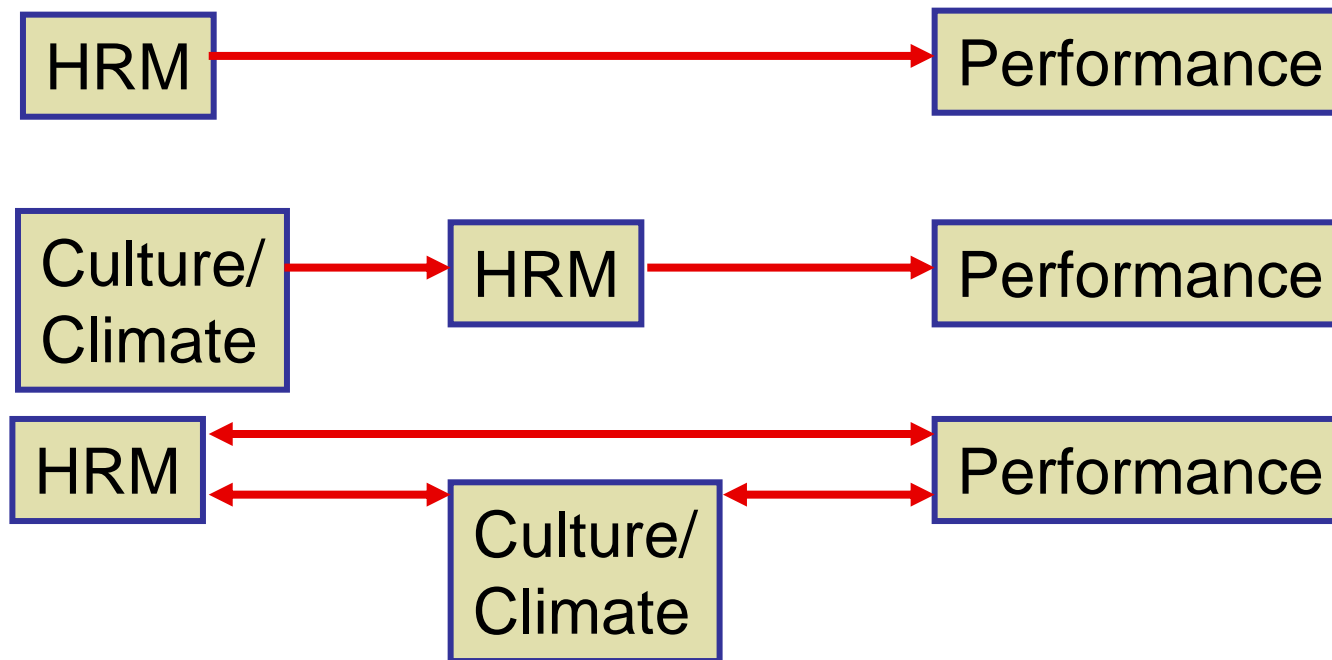 HRM
Performance
Culture/
Climate
HRM
Performance
HRM
Performance
Culture/
Climate